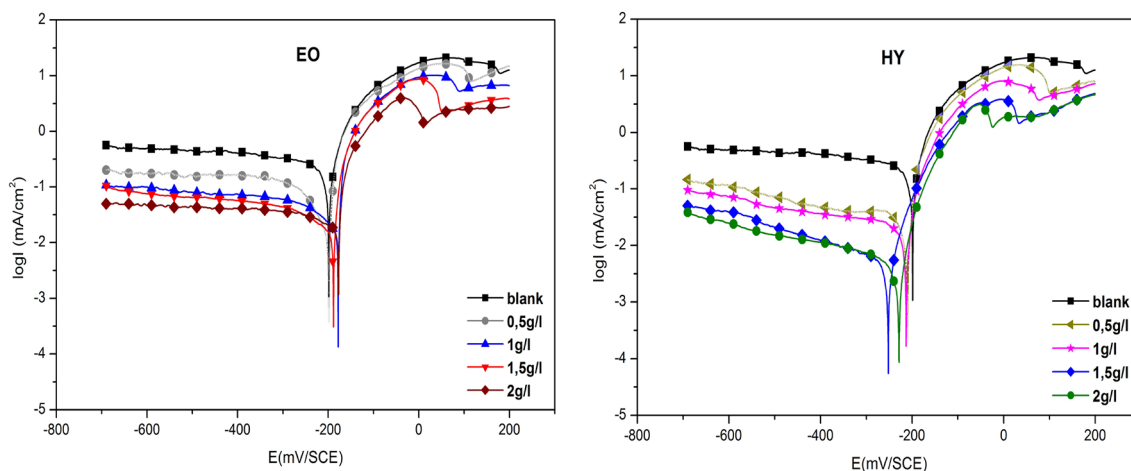 EO
logI (mA/cm²)
2
1
0
-1
-2
-3
-4
-5
-800
-600
-400
-200
0
200
E(mV/SCE)
blank
0,5g/l
1g/l
1,5g/l
2g/l
HY
logI (mA/cm²)
2
1
0
-1
-2
-3
-4
-5
-800
-600
-400
-200
0
200
E(mV/SCE)
blank
0,5g/l
1g/l
1,5g/l
2g/l